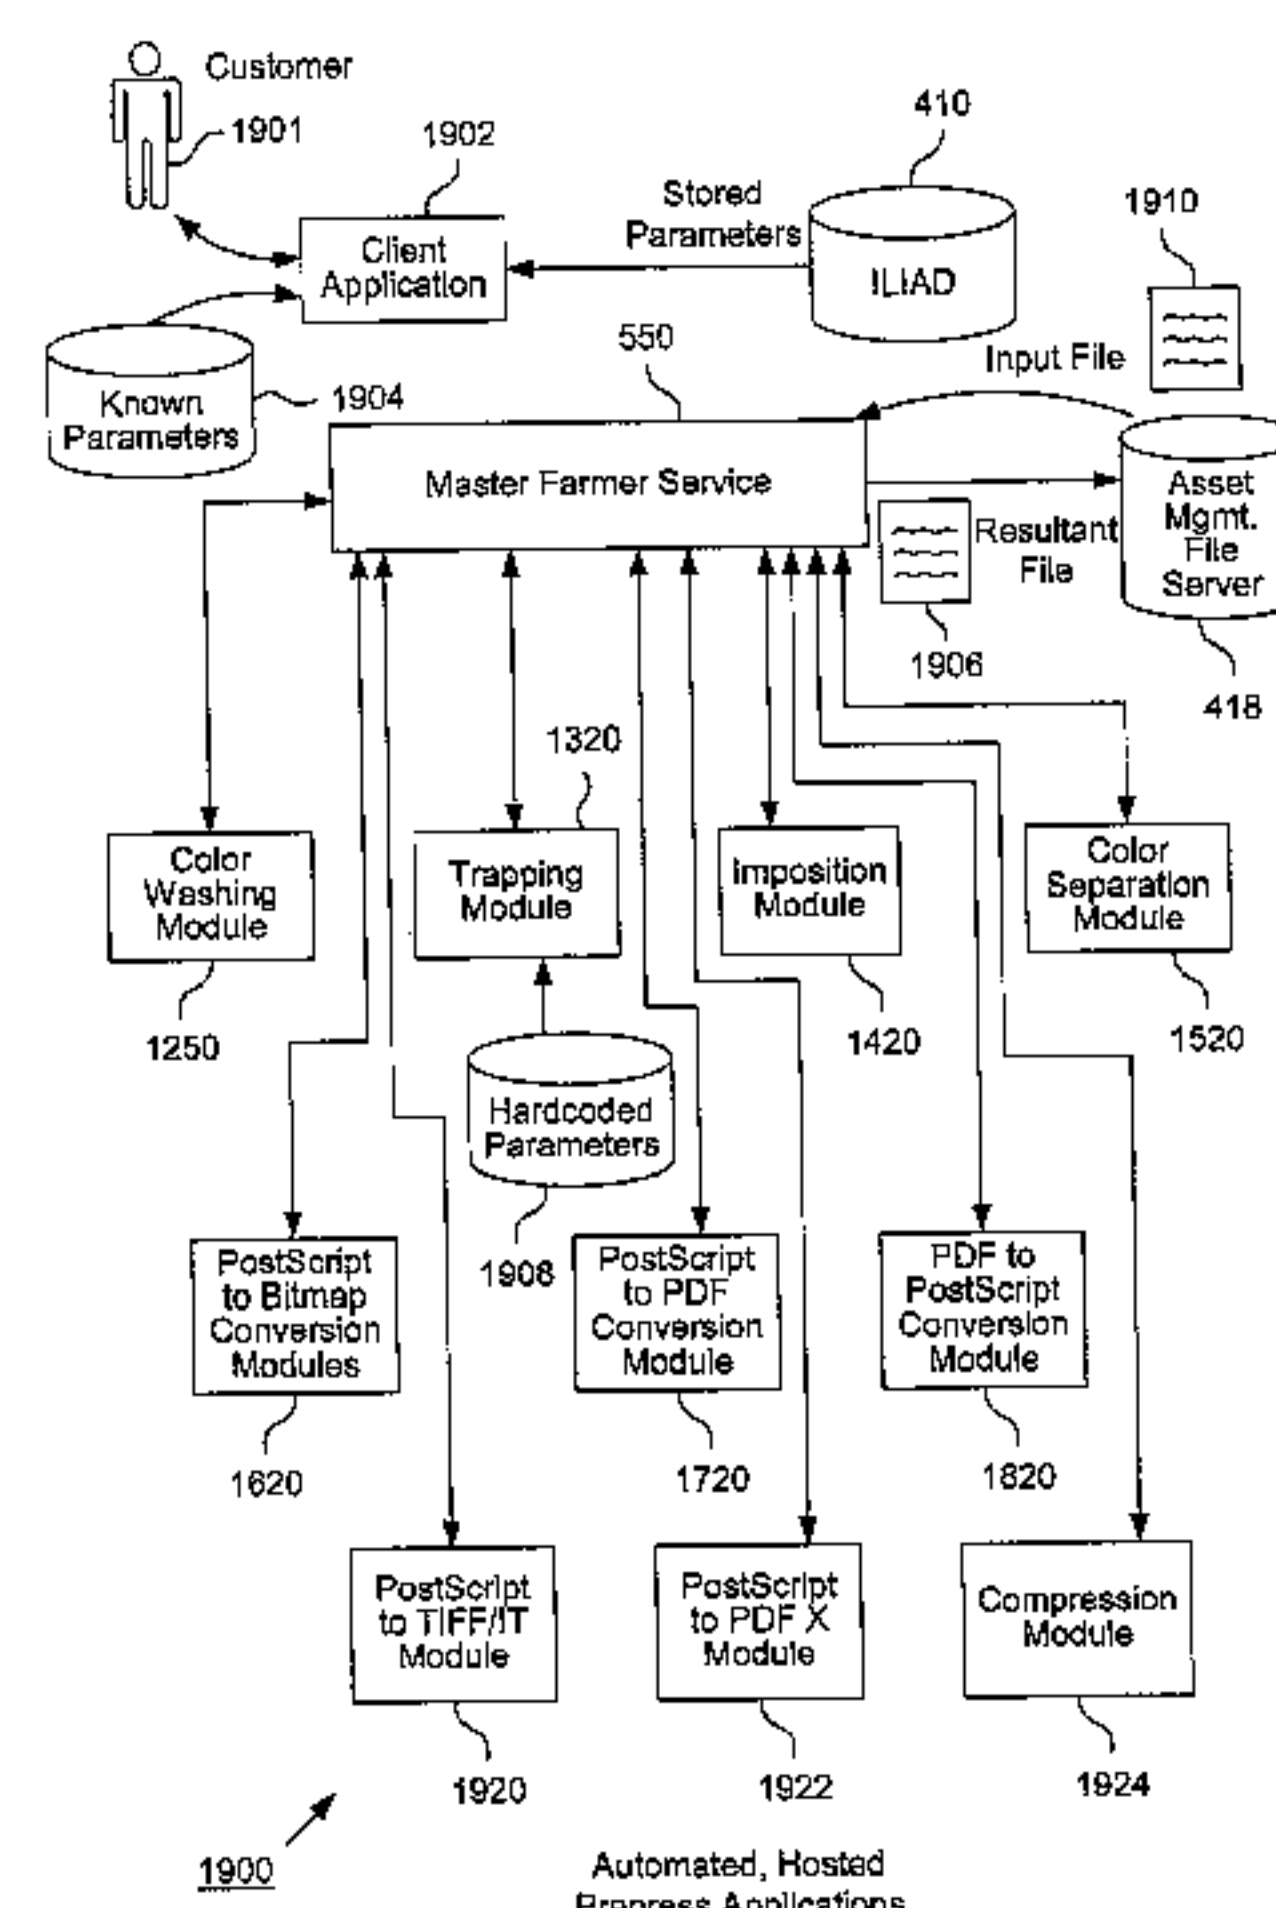 Customer
1901
1902
410
Stored
Parameters
1910
Client
Application
ILIAD
550
Input File
Known
Parameters
1904
Master Farmer Service
Asset
Mgmt.
File
Server
Resultant
File
1906
418
1320
Color
Washing
Module
Trapping
Module
Imposition
Module
Color
Separation
Module
1250
1420
1520
Hardcoded
Parameters
1908
PostScript
to Bitmap
Conversion
Modules
PostScript
to PDF
Conversion
Module
PDF to
PostScript
Conversion
Module
1620
1720
1820
PostScript
to TIFF/IT
Module
PostScript
to PDF X
Module
Compression
Module
1920
1922
1924
1900
Automated, Hosted
Prepress Applications